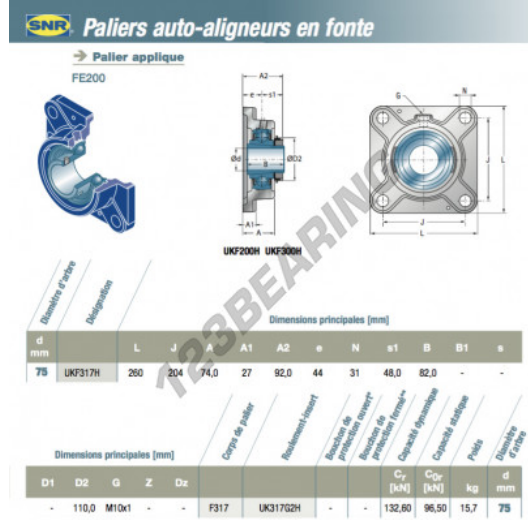 SNR Paliers auto-aligneurs en fonte
→ Palier applique
FE200
A2
e s1
G
N
Ød
B
ØD2
J
L
A1
A
J
L
UKF200H UKF300H
123BEARING
Diamètre d'arbre
Désignation
Dimensions principales [mm]
d mm L J A A1 A2 e N s1 B B1 s
75 UKF317H 260 204 74,0 27 92,0 44 31 48,0 82,0 - -
Corps de palier
Roulement-insert
Bouchon de protection ouvert*
Bouchon de protection fermé**
Capacité dynamique
Capacité statique
Poids
Diamètre d'arbre
Dimensions principales [mm]
D1 D2 G Z Dz Cr [kN] C0r [kN] kg d mm
- 110,0 M10x1 - - F317 UK317G2H - - 132,60 96,50 15,7 75